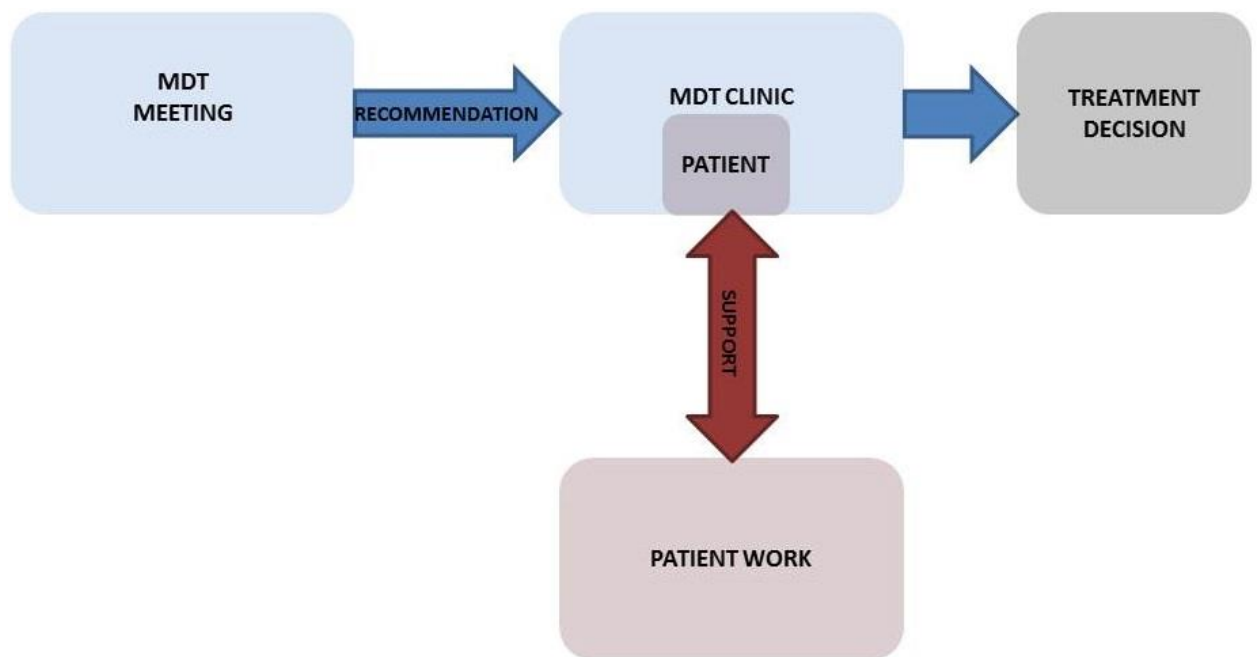 MDT
MEETING
RECOMMENDATION
MDT CLINIC
PATIENT
TREATMENT
DECISION
SUPPORT
PATIENT WORK